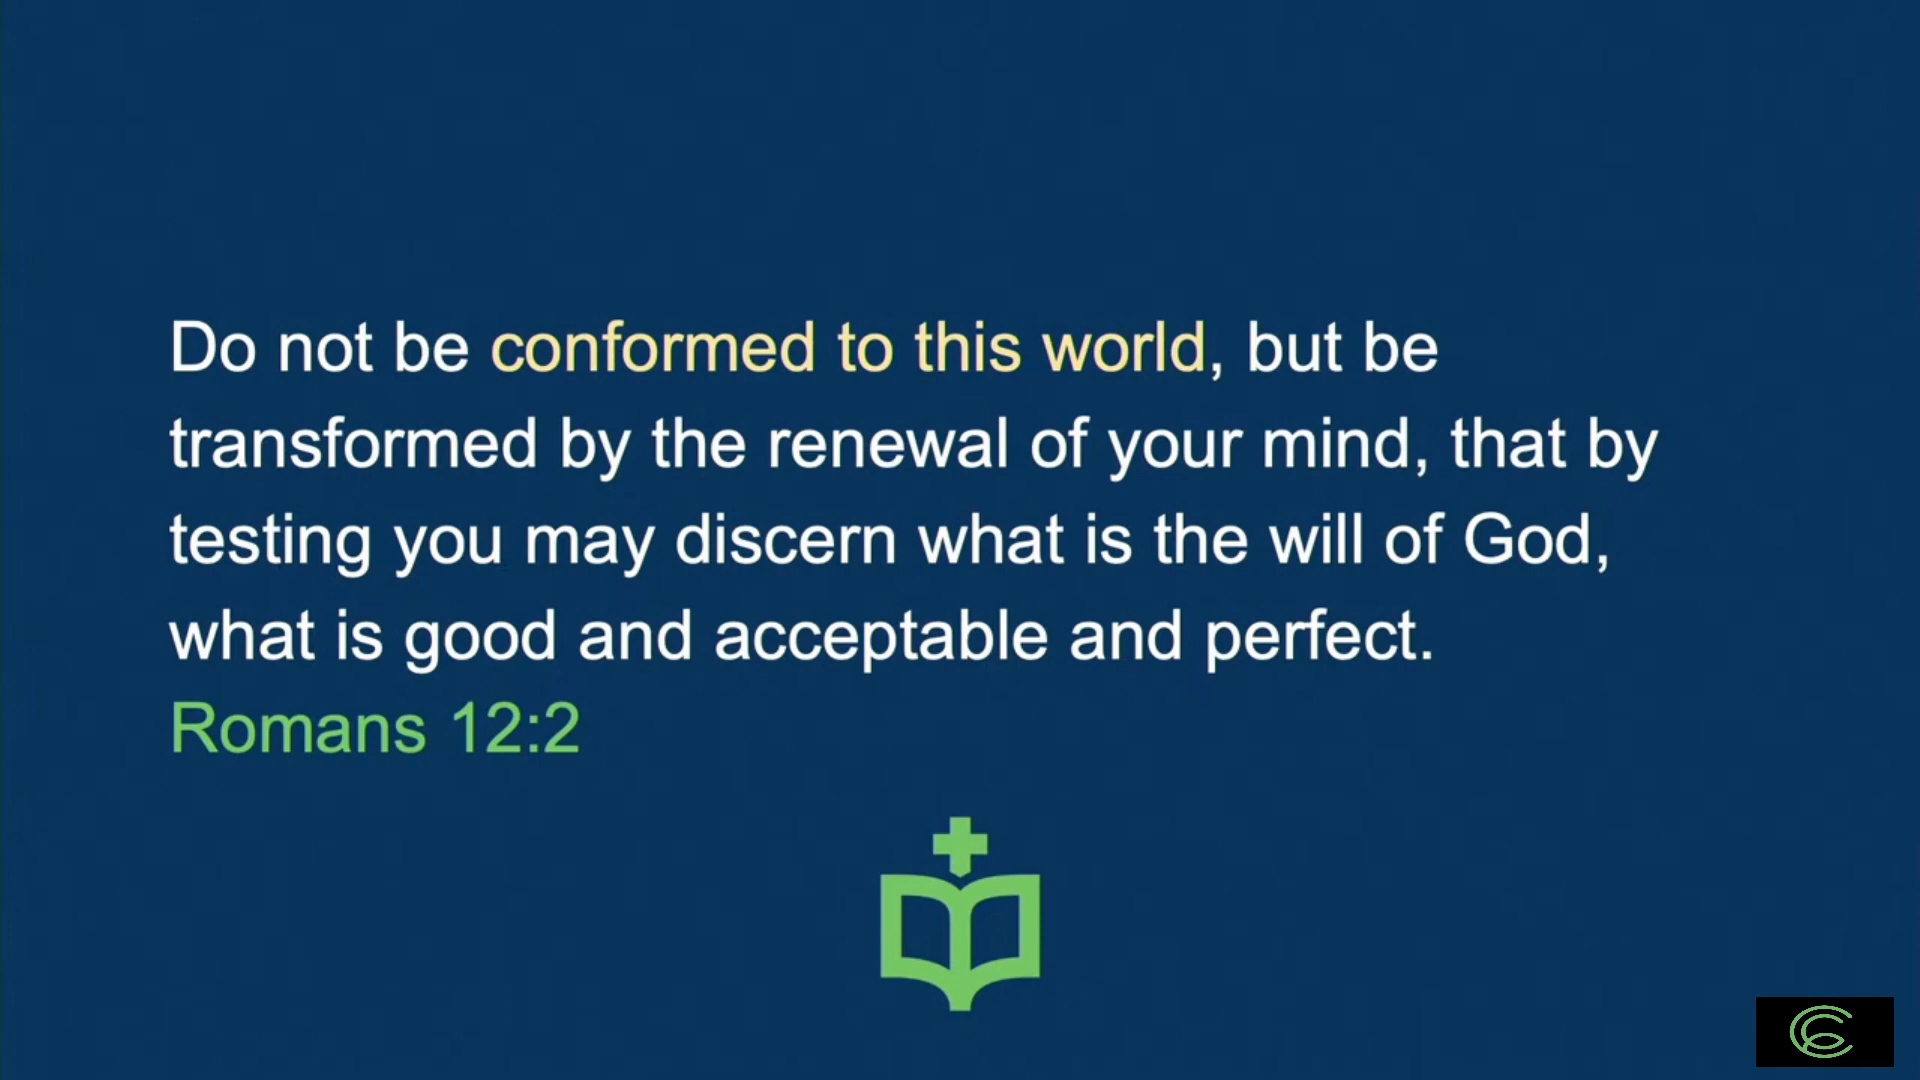 Do not be conformed to this world, but be
transformed by the renewal of your mind, that by
testing you may discern what is the will of God,
what is good and acceptable and perfect.
Romans 12:2